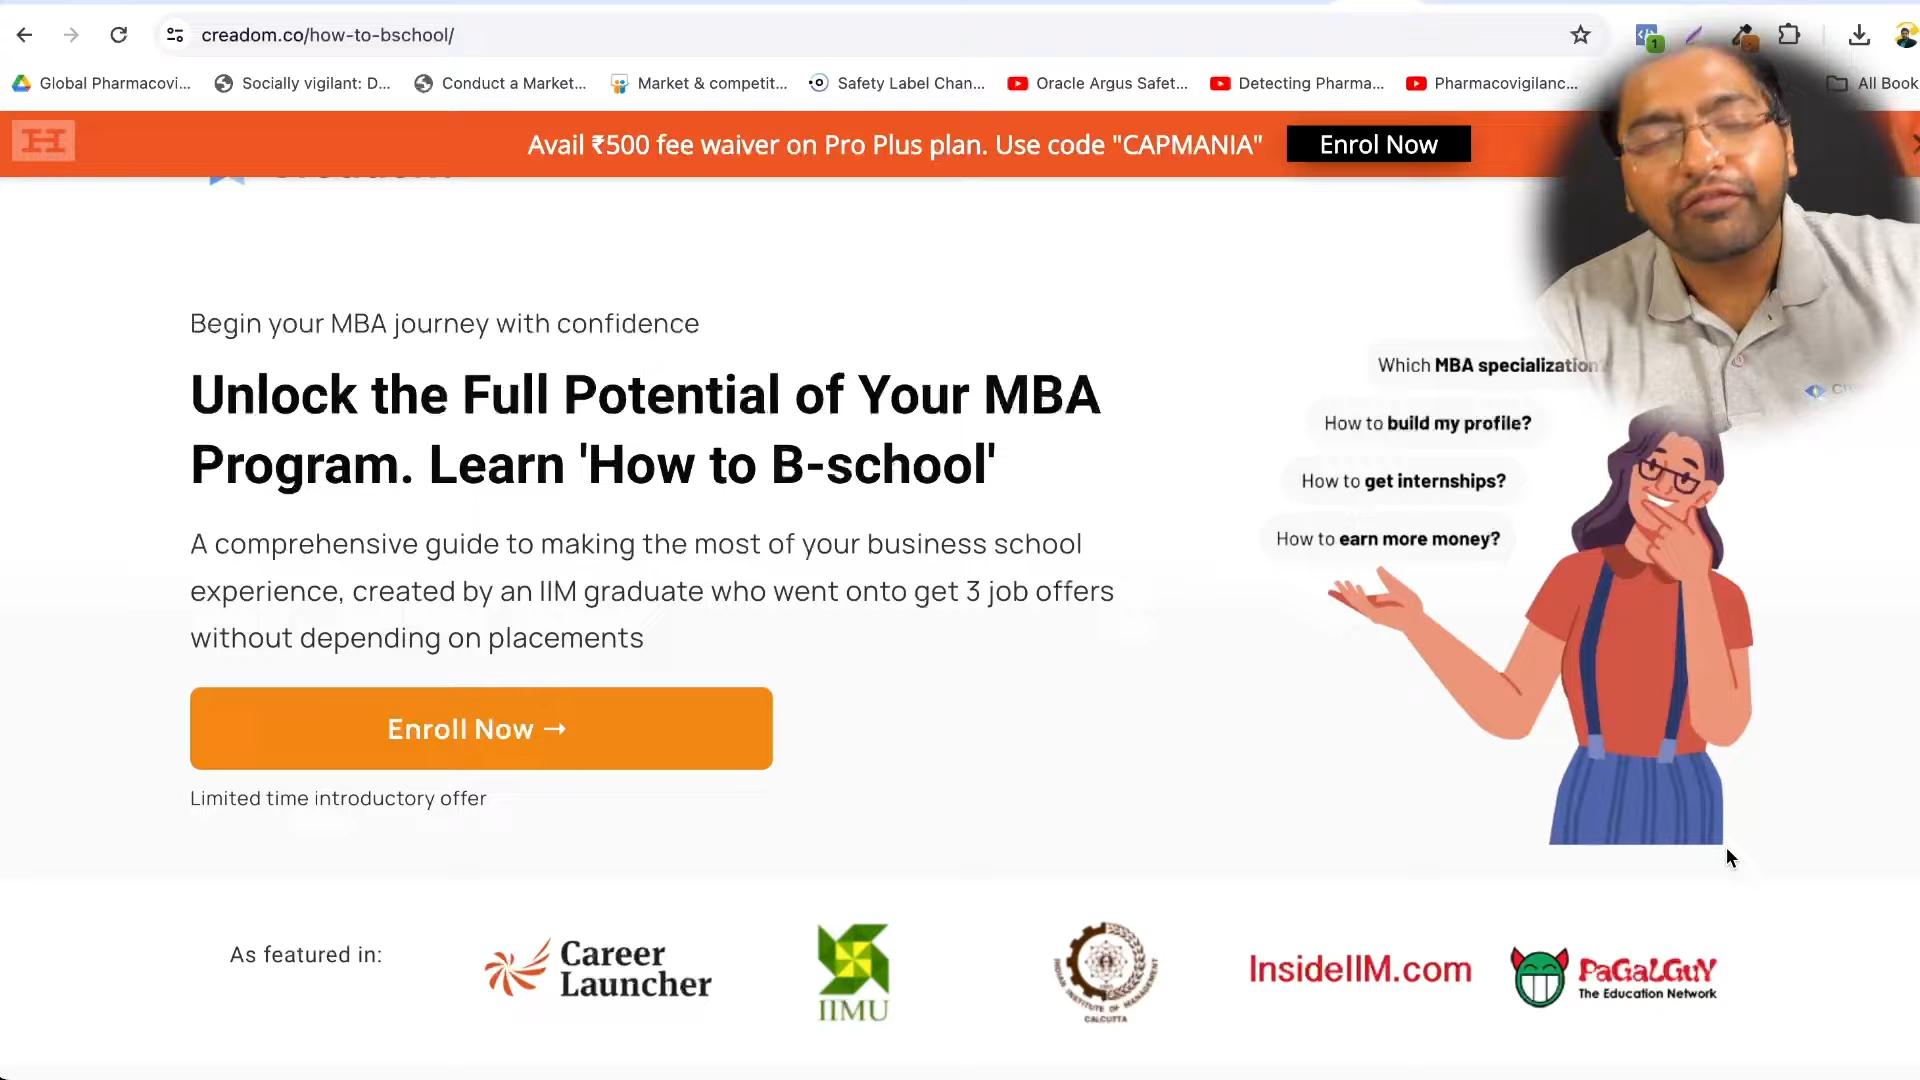 creadom.co/how-to-bschool/
1
Global Pharmacovi...
Socially vigilant: D...
Conduct a Market...
Market & competit...
Safety Label Chan...
Oracle Argus Safet...
Detecting Pharma...
Pharmacovigilanc...
All Book
Avail ₹500 fee waiver on Pro Plus plan. Use code "CAPMANIA"
Enrol Now
Begin your MBA journey with confidence
Unlock the Full Potential of Your MBA
Program. Learn 'How to B-school'
A comprehensive guide to making the most of your business school
experience, created by an IIM graduate who went onto get 3 job offers
without depending on placements
Enroll Now →
Limited time introductory offer
Which MBA specialization
How to build my profile?
How to get internships?
How to earn more money?
As featured in:
Career
Launcher
IIMU
INDIAN INSTITUTE OF MANAGEMENT
CALCUTTA
InsideIIM.com
PaGaLGuY
The Education Network